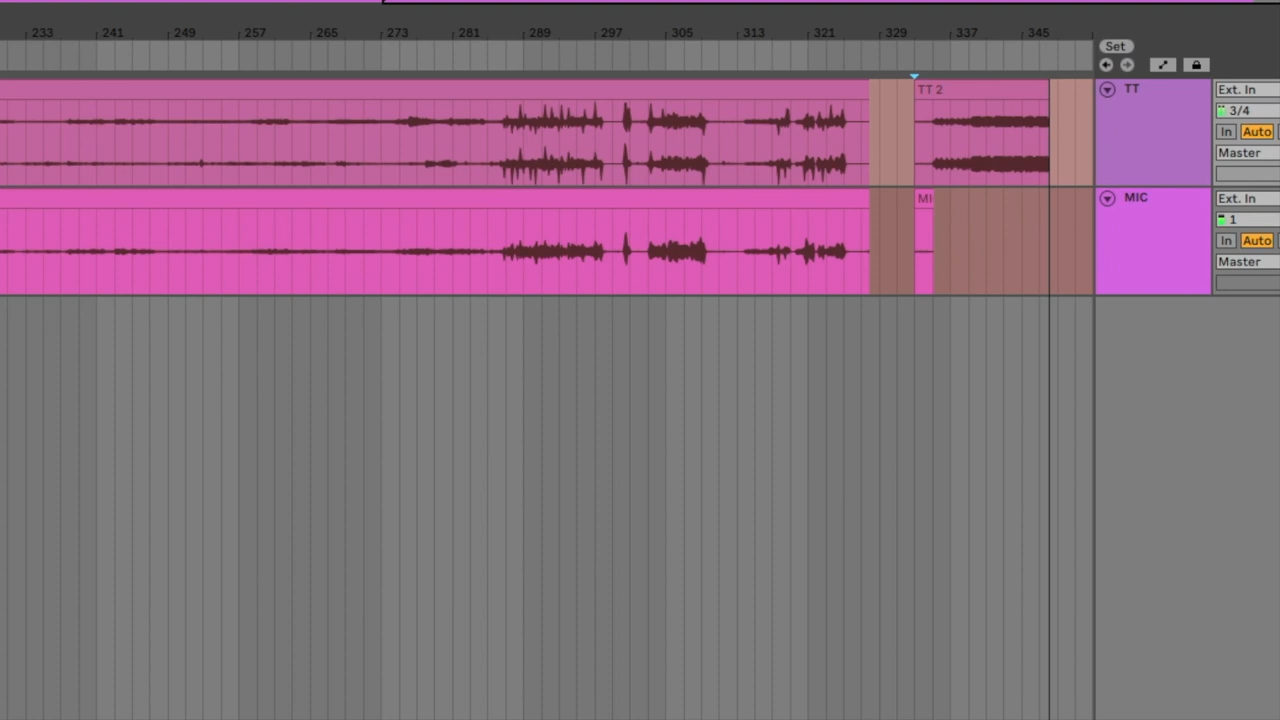 233 241 249 257 265 273 281 289 297 305 313 321 329 337 345
Set
TT 2
TT
Ext. In
3/4
In Auto
Master
MI
MIC
Ext. In
1
In Auto
Master